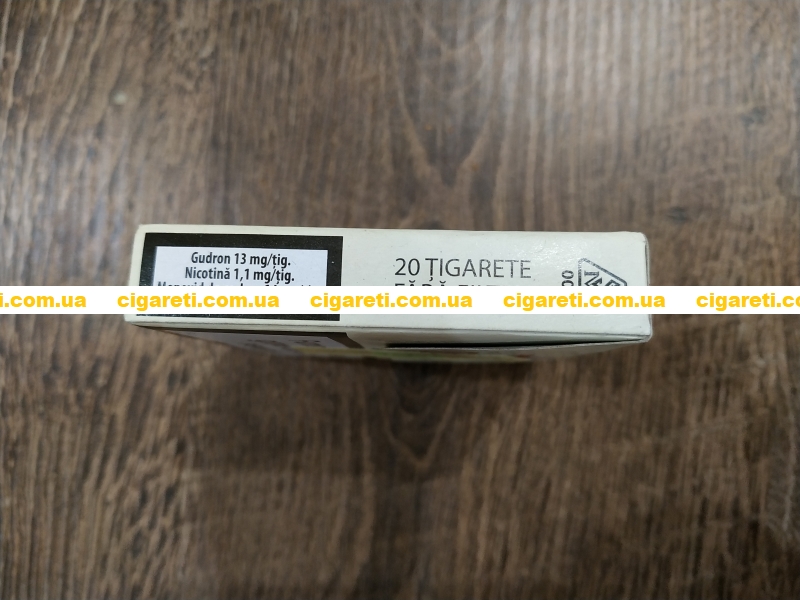 Gudron 13 mg/țig.
Nicotină 1,1 mg/țig.
20 ȚIGARETE
FĂRĂ
i.com.ua cigareti.com.ua cigareti.com.ua cigareti.com.ua cigareti